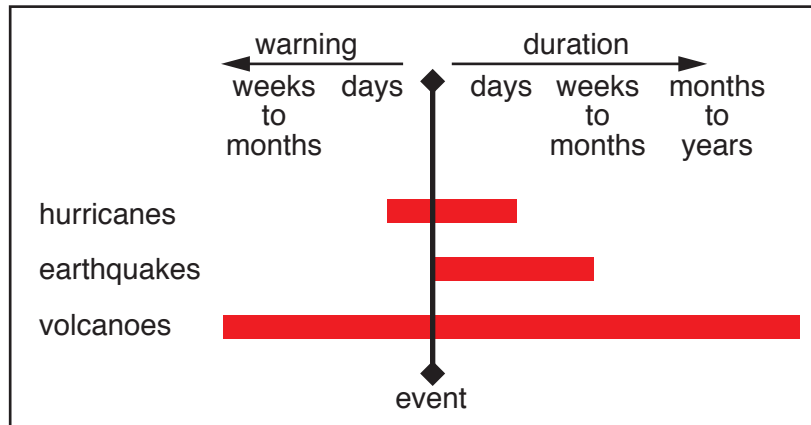 warning duration
weeks to months days days weeks to months months to years
hurricanes
earthquakes
volcanoes
event